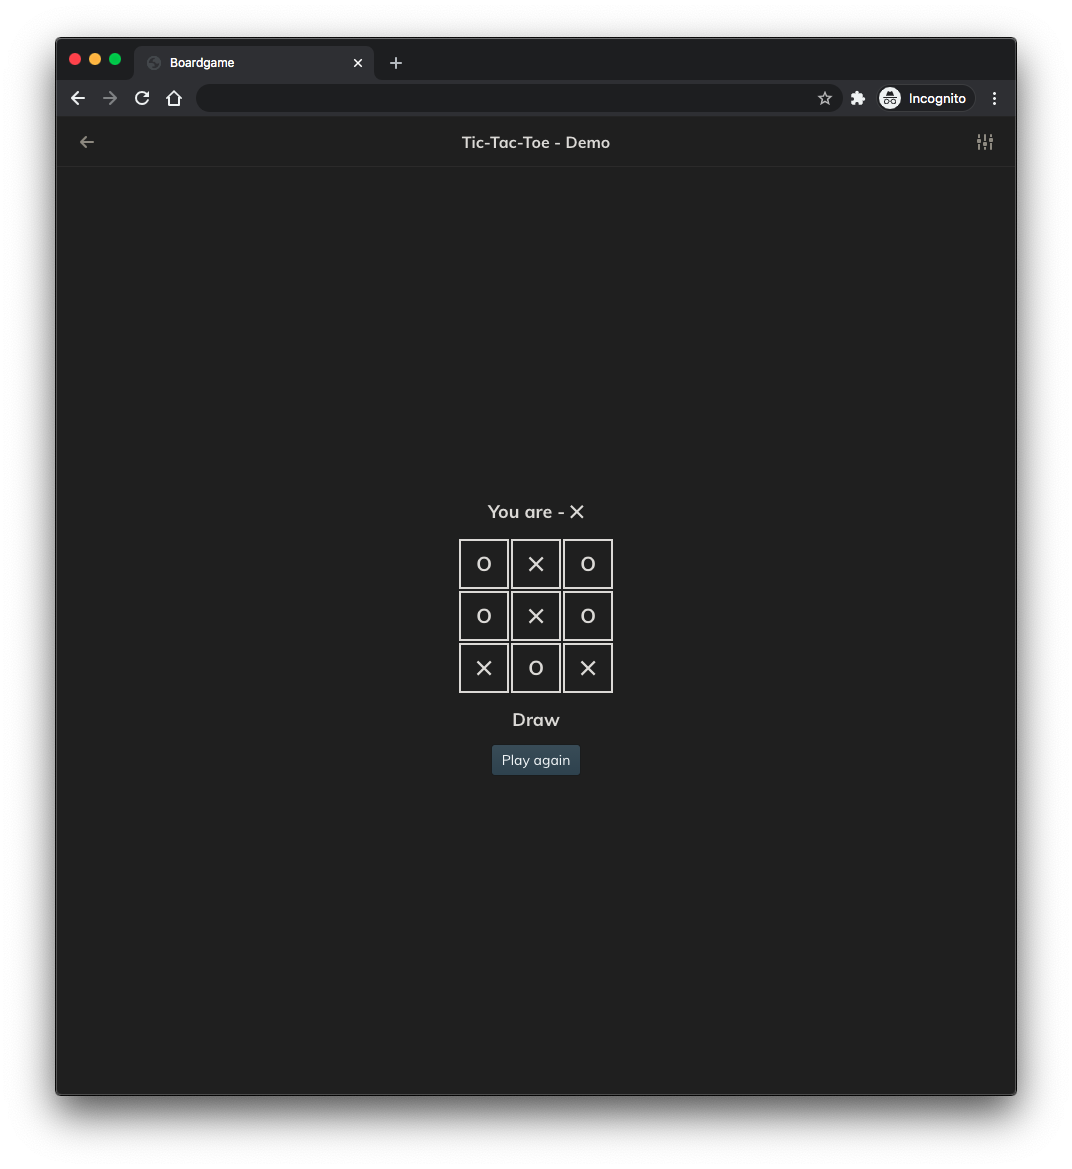 Boardgame
Incognito
Tic-Tac-Toe - Demo
You are - ×
O × O
O × O
× O ×
Draw
Play again